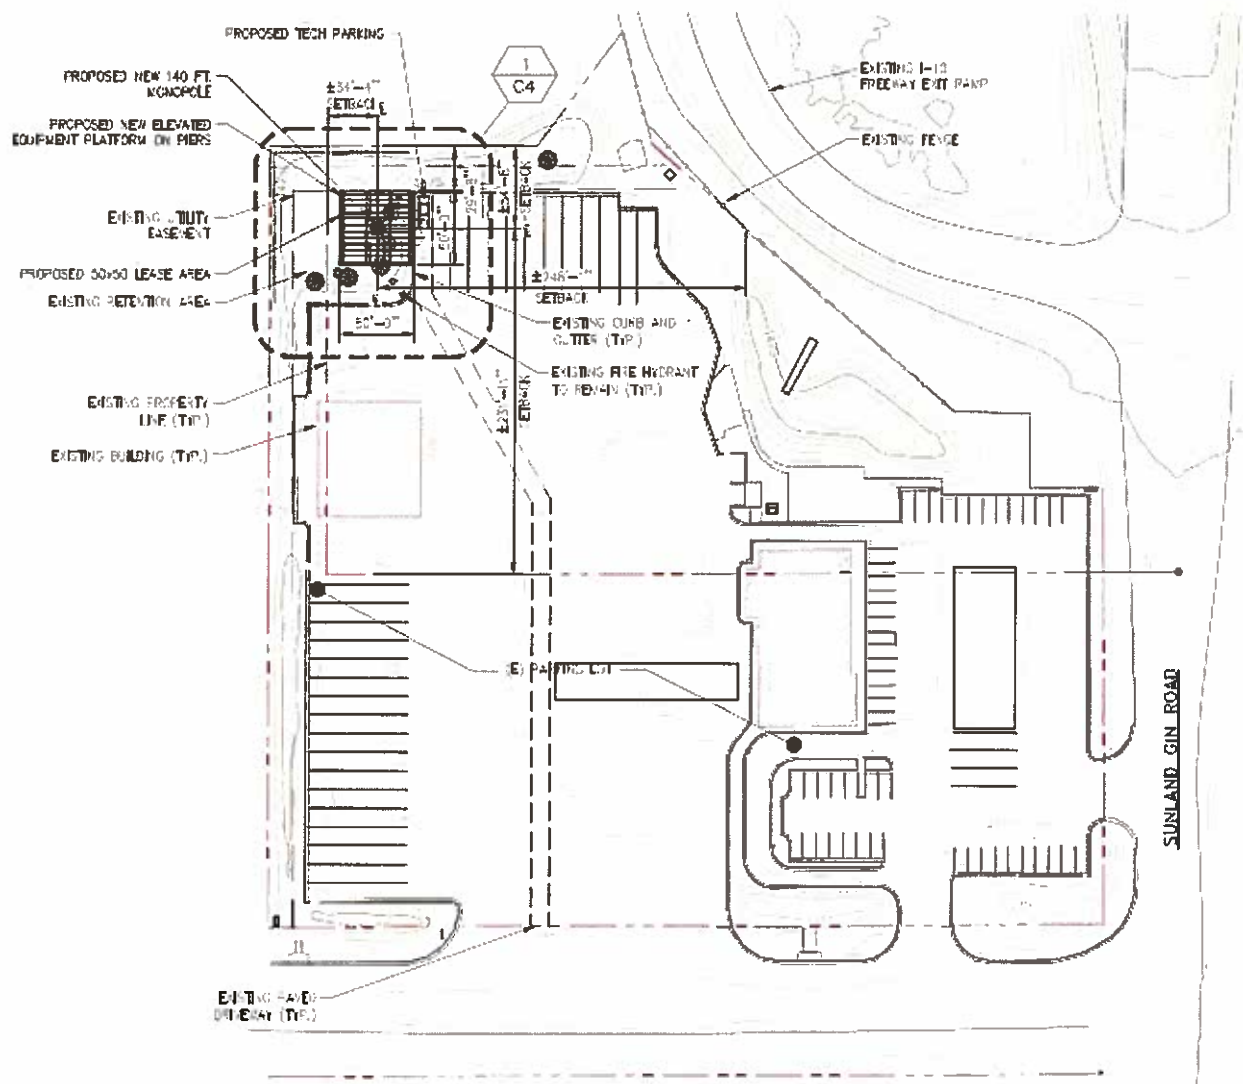 PROPOSED TECH PARKING
PROPOSED NEW 140 FT.
MONOPOLE
PROPOSED NEW ELEVATED
EQUIPMENT PLATFORM ON PIERS
EXISTING UTILITY
EASEMENT
PROPOSED 50x50 LEASE AREA
EXISTING RETENTION AREA
EXISTING PROPERTY
LINE (TYP.)
EXISTING BUILDING (TYP.)
SETBACK
1
C4
EXISTING I-10
FREEWAY EXIT RAMP
EXISTING FENCE
SETBACK
SETBACK
50'-0"
EXISTING CURB AND
GUTTER (TYP.)
EXISTING FIRE HYDRANT
TO REMAIN (TYP.)
SETBACK
(E) PARKING LOT
SUNLAND GIN ROAD
EXISTING PAVED
DRIVEWAY (TYP.)